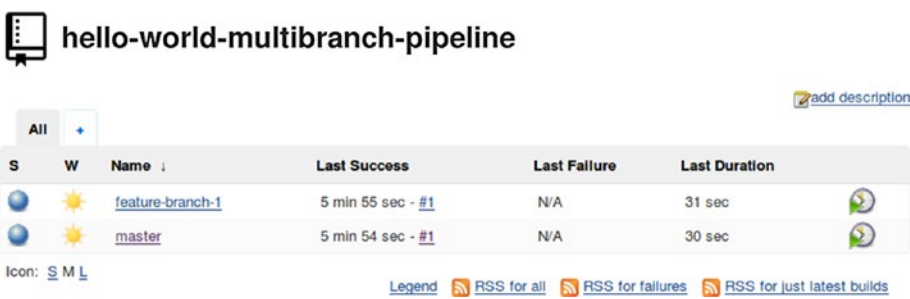 hello-world-multibranch-pipeline
add description
All +
S W Name ↓ Last Success Last Failure Last Duration
feature-branch-1 5 min 55 sec - #1 N/A 31 sec
master 5 min 54 sec - #1 N/A 30 sec
Icon: S M L
Legend RSS for all RSS for failures RSS for just latest builds